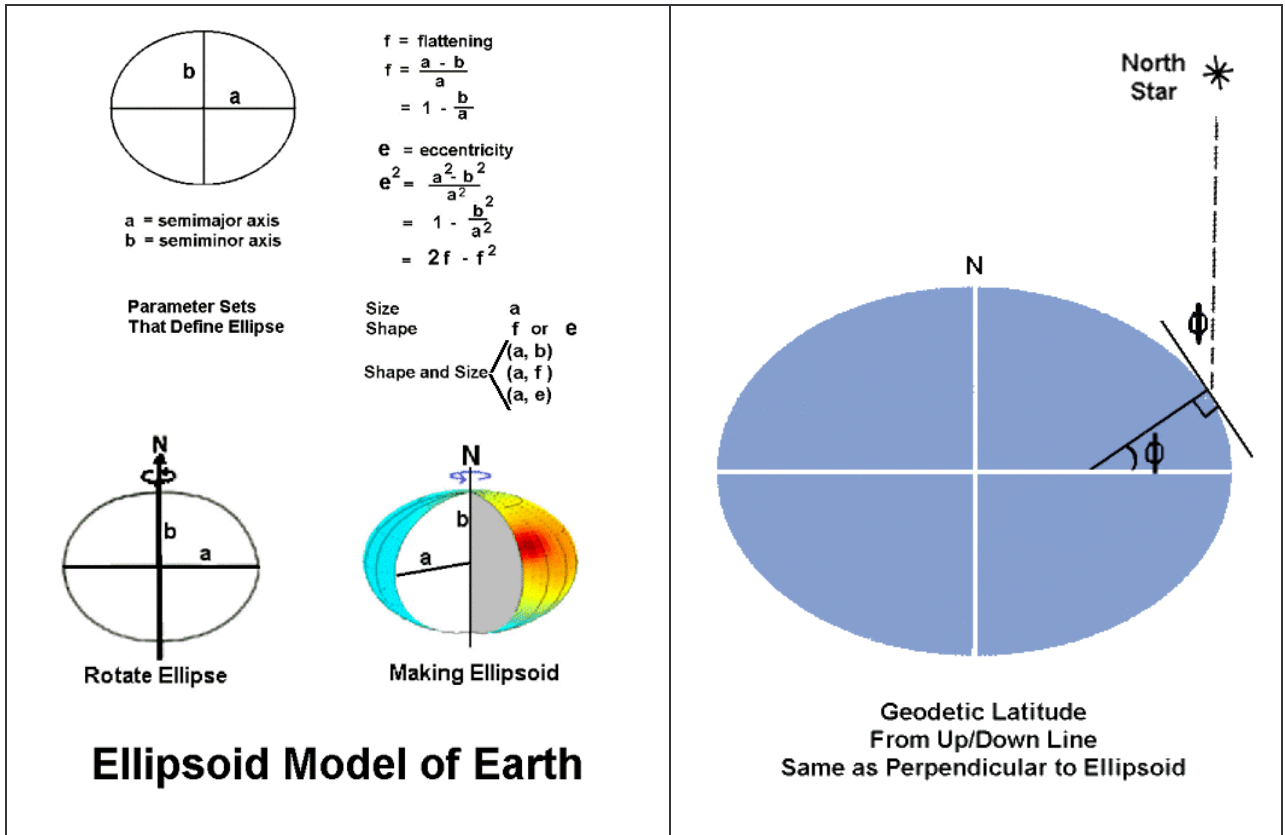 b
a
a = semimajor axis
b = semiminor axis
f = flattening
f = a - b / a
= 1 - b / a
e = eccentricity
e² = a² - b² / a²
= 1 - b² / a²
= 2f - f²
Parameter Sets
That Define Ellipse
Size a
Shape f or e
Shape and Size (a, b)
(a, f)
(a, e)
N
b
a
Rotate Ellipse
N
b
a
Making Ellipsoid
Ellipsoid Model of Earth
North
Star
N
ϕ
ϕ
Geodetic Latitude
From Up/Down Line
Same as Perpendicular to Ellipsoid